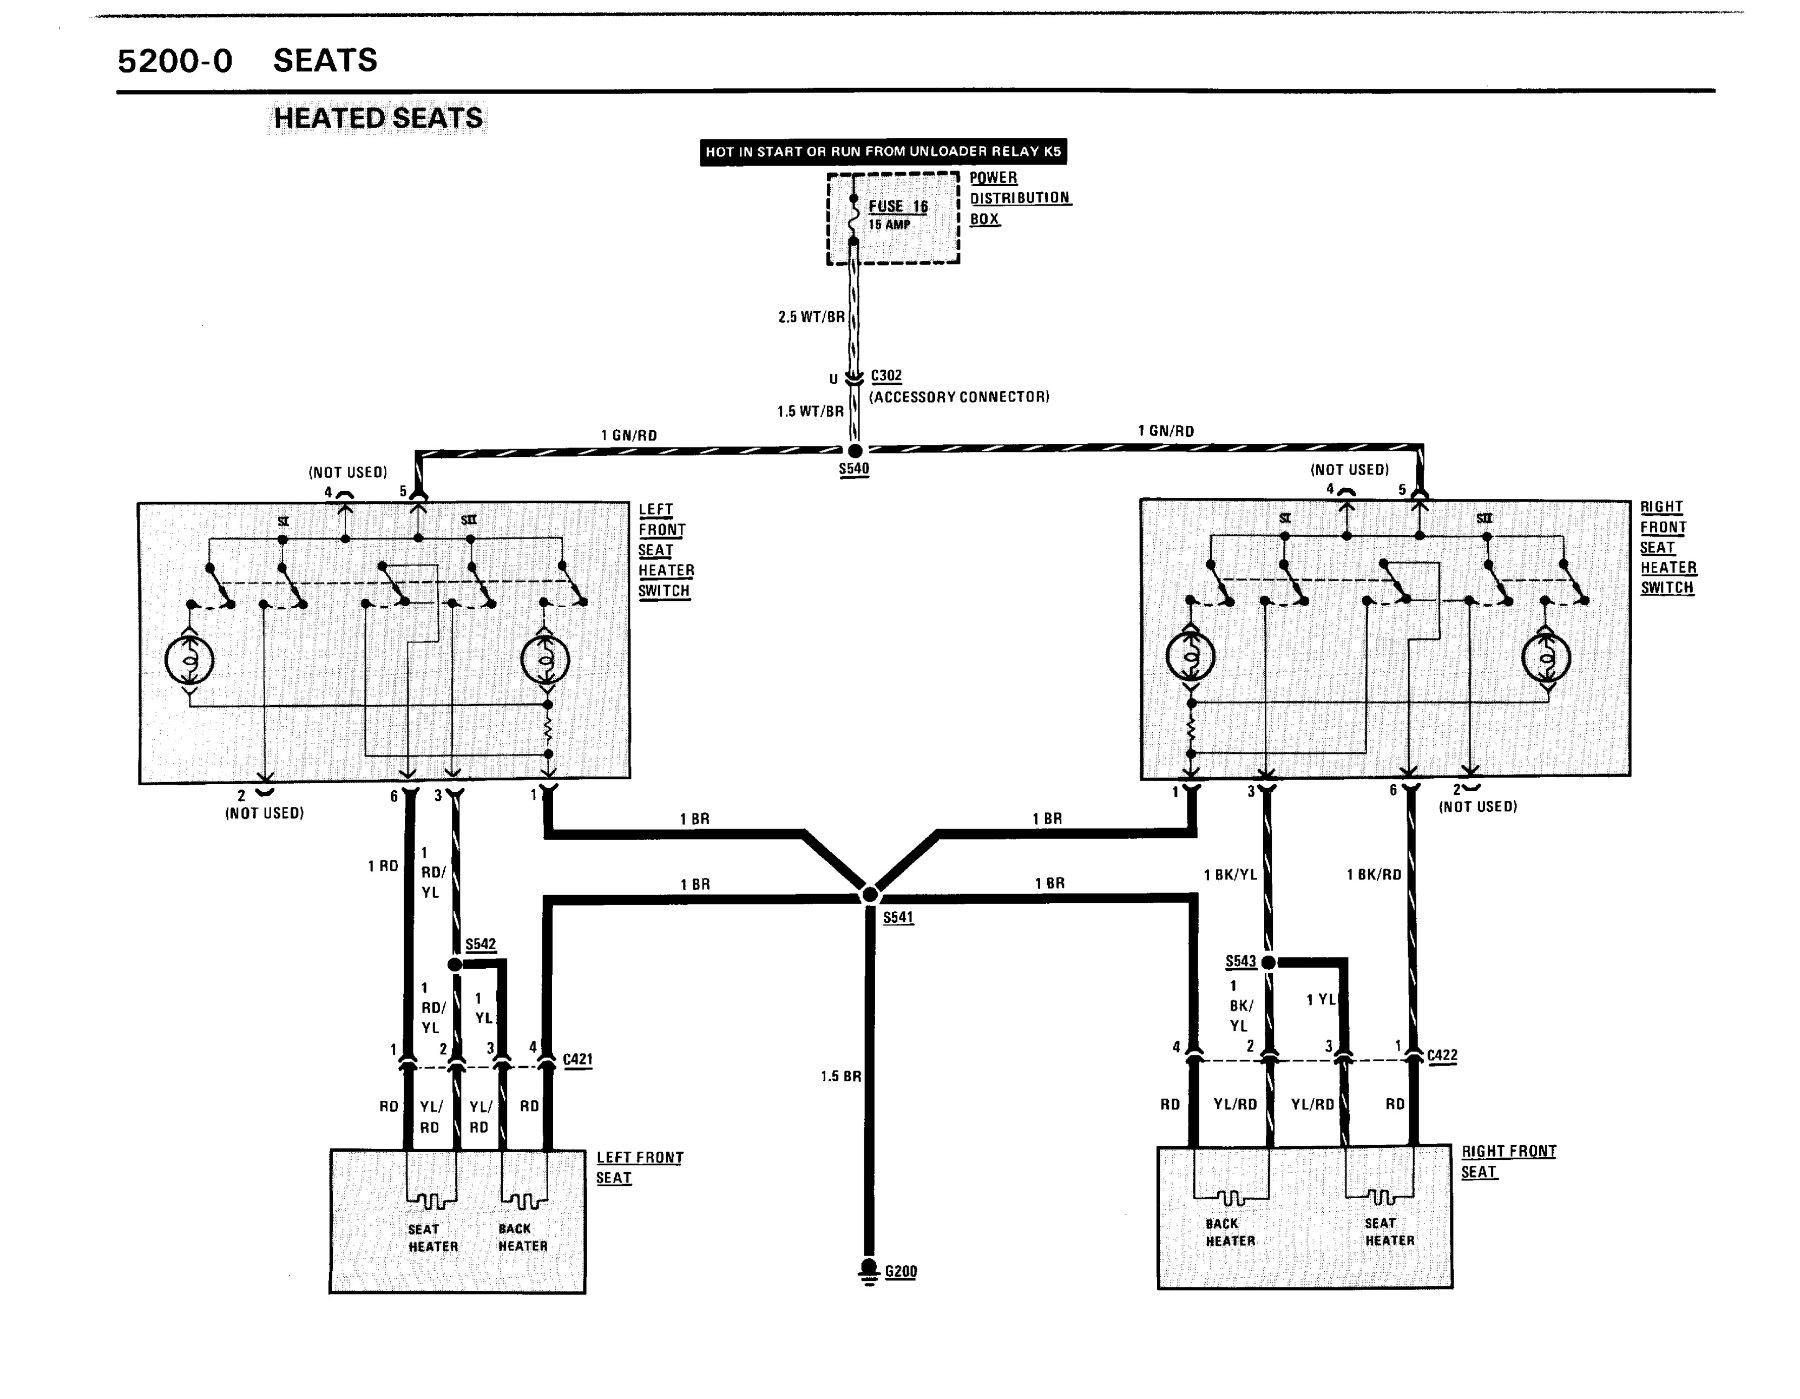 5200-0 SEATS
HEATED SEATS
HOT IN START OR RUN FROM UNLOADER RELAY K5
POWER
DISTRIBUTION
BOX
FUSE 16
15 AMP
2.5 WT/BR
U C302
(ACCESSORY CONNECTOR)
1.5 WT/BR
1 GN/RD
1 GN/RD
S540
(NOT USED)
4 5
(NOT USED)
4 5
SI SII
LEFT
FRONT
SEAT
HEATER
SWITCH
SI SII
RIGHT
FRONT
SEAT
HEATER
SWITCH
2 6 3 1
(NOT USED)
1 3 6 2
(NOT USED)
1 BR
1 BR
1 RD
1
RD/
YL
1 BK/YL
1 BK/RD
1 BR
1 BR
S541
S542
S543
1
RD/
YL
1
YL
1
BK/
YL
1 YL
1 2 3 4 C421
4 2 3 1 C422
1.5 BR
RD
YL/
RD
YL/
RD
RD
RD YL/RD YL/RD RD
LEFT FRONT
SEAT
RIGHT FRONT
SEAT
SEAT
HEATER
BACK
HEATER
BACK
HEATER
SEAT
HEATER
G200